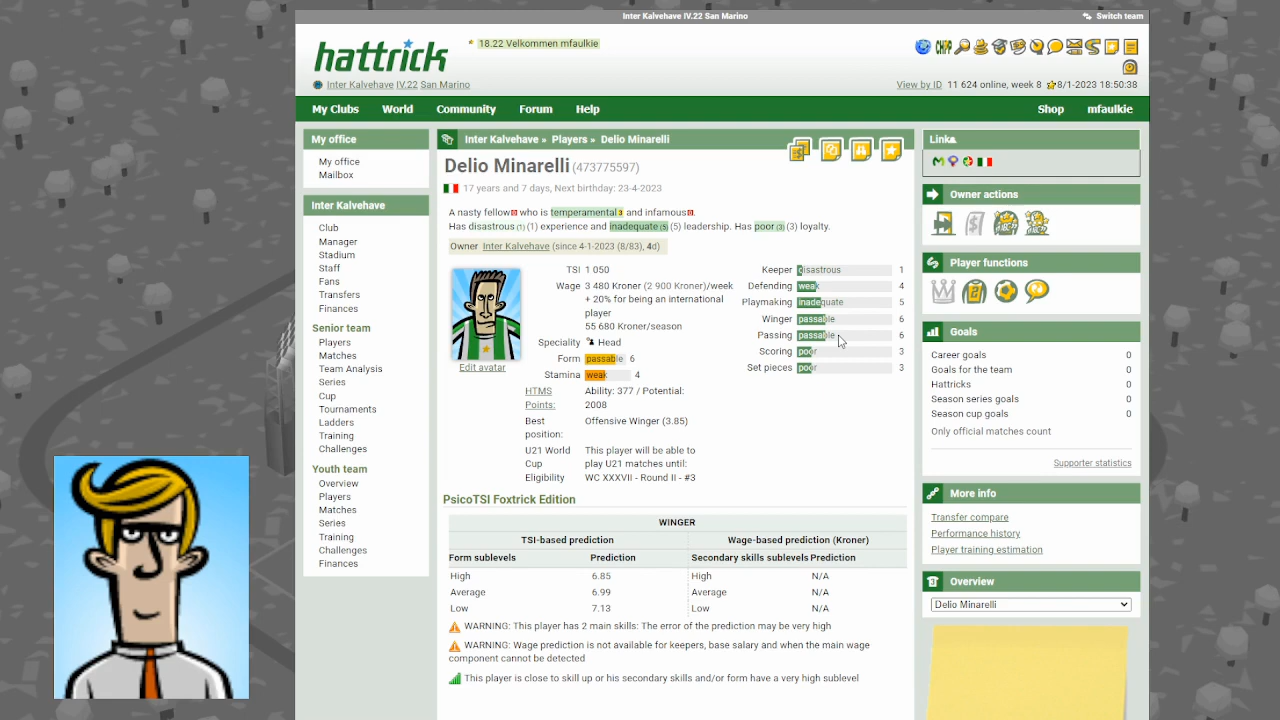 Inter Kalvehave IV.22 San Marino
Switch team
hattrick
18.22 Velkommen mfaulkie
CHPP
Inter Kalvehave IV.22 San Marino
View by ID 11 624 online, week 8 8/1-2023 18:50:38
My Clubs World Community Forum Help Shop mfaulkie
My office
My office
Mailbox
Inter Kalvehave
Club
Manager
Stadium
Staff
Fans
Transfers
Finances
Senior team
Players
Matches
Team Analysis
Series
Cup
Tournaments
Ladders
Training
Challenges
Youth team
Overview
Players
Matches
Series
Training
Challenges
Finances
Inter Kalvehave » Players » Delio Minarelli
Delio Minarelli (473775597)
17 years and 7 days, Next birthday: 23-4-2023
A nasty fellow who is temperamental 3 and infamous.
Has disastrous (1) (1) experience and inadequate (5) (5) leadership. Has poor (3) (3) loyalty.
Owner Inter Kalvehave (since 4-1-2023 (8/83), 4d)
Edit avatar
TSI 1 050
Wage 3 480 Kroner (2 900 Kroner)/week
+ 20% for being an international
player
55 680 Kroner/season
Speciality Head
Form passable 6
Stamina weak 4
HTMS Points: Ability: 377 / Potential:
2008
Best position: Offensive Winger (3.85)
U21 World Cup Eligibility This player will be able to
play U21 matches until:
WC XXXVII - Round II - #3
Keeper disastrous 1
Defending weak 4
Playmaking inadequate 5
Winger passable 6
Passing passable 6
Scoring poor 3
Set pieces poor 3
PsicoTSI Foxtrick Edition
WINGER
TSI-based prediction Wage-based prediction (Kroner)
Form sublevels Prediction Secondary skills sublevels Prediction
High 6.85 High N/A
Average 6.99 Average N/A
Low 7.13 Low N/A
WARNING: This player has 2 main skills: The error of the prediction may be very high
WARNING: Wage prediction is not available for keepers, base salary and when the main wage
component cannot be detected
This player is close to skill up or his secondary skills and/or form have a very high sublevel
Links
Owner actions
Player functions
Goals
Career goals 0
Goals for the team 0
Hattricks 0
Season series goals 0
Season cup goals 0
Only official matches count
Supporter statistics
More info
Transfer compare
Performance history
Player training estimation
Overview
Delio Minarelli